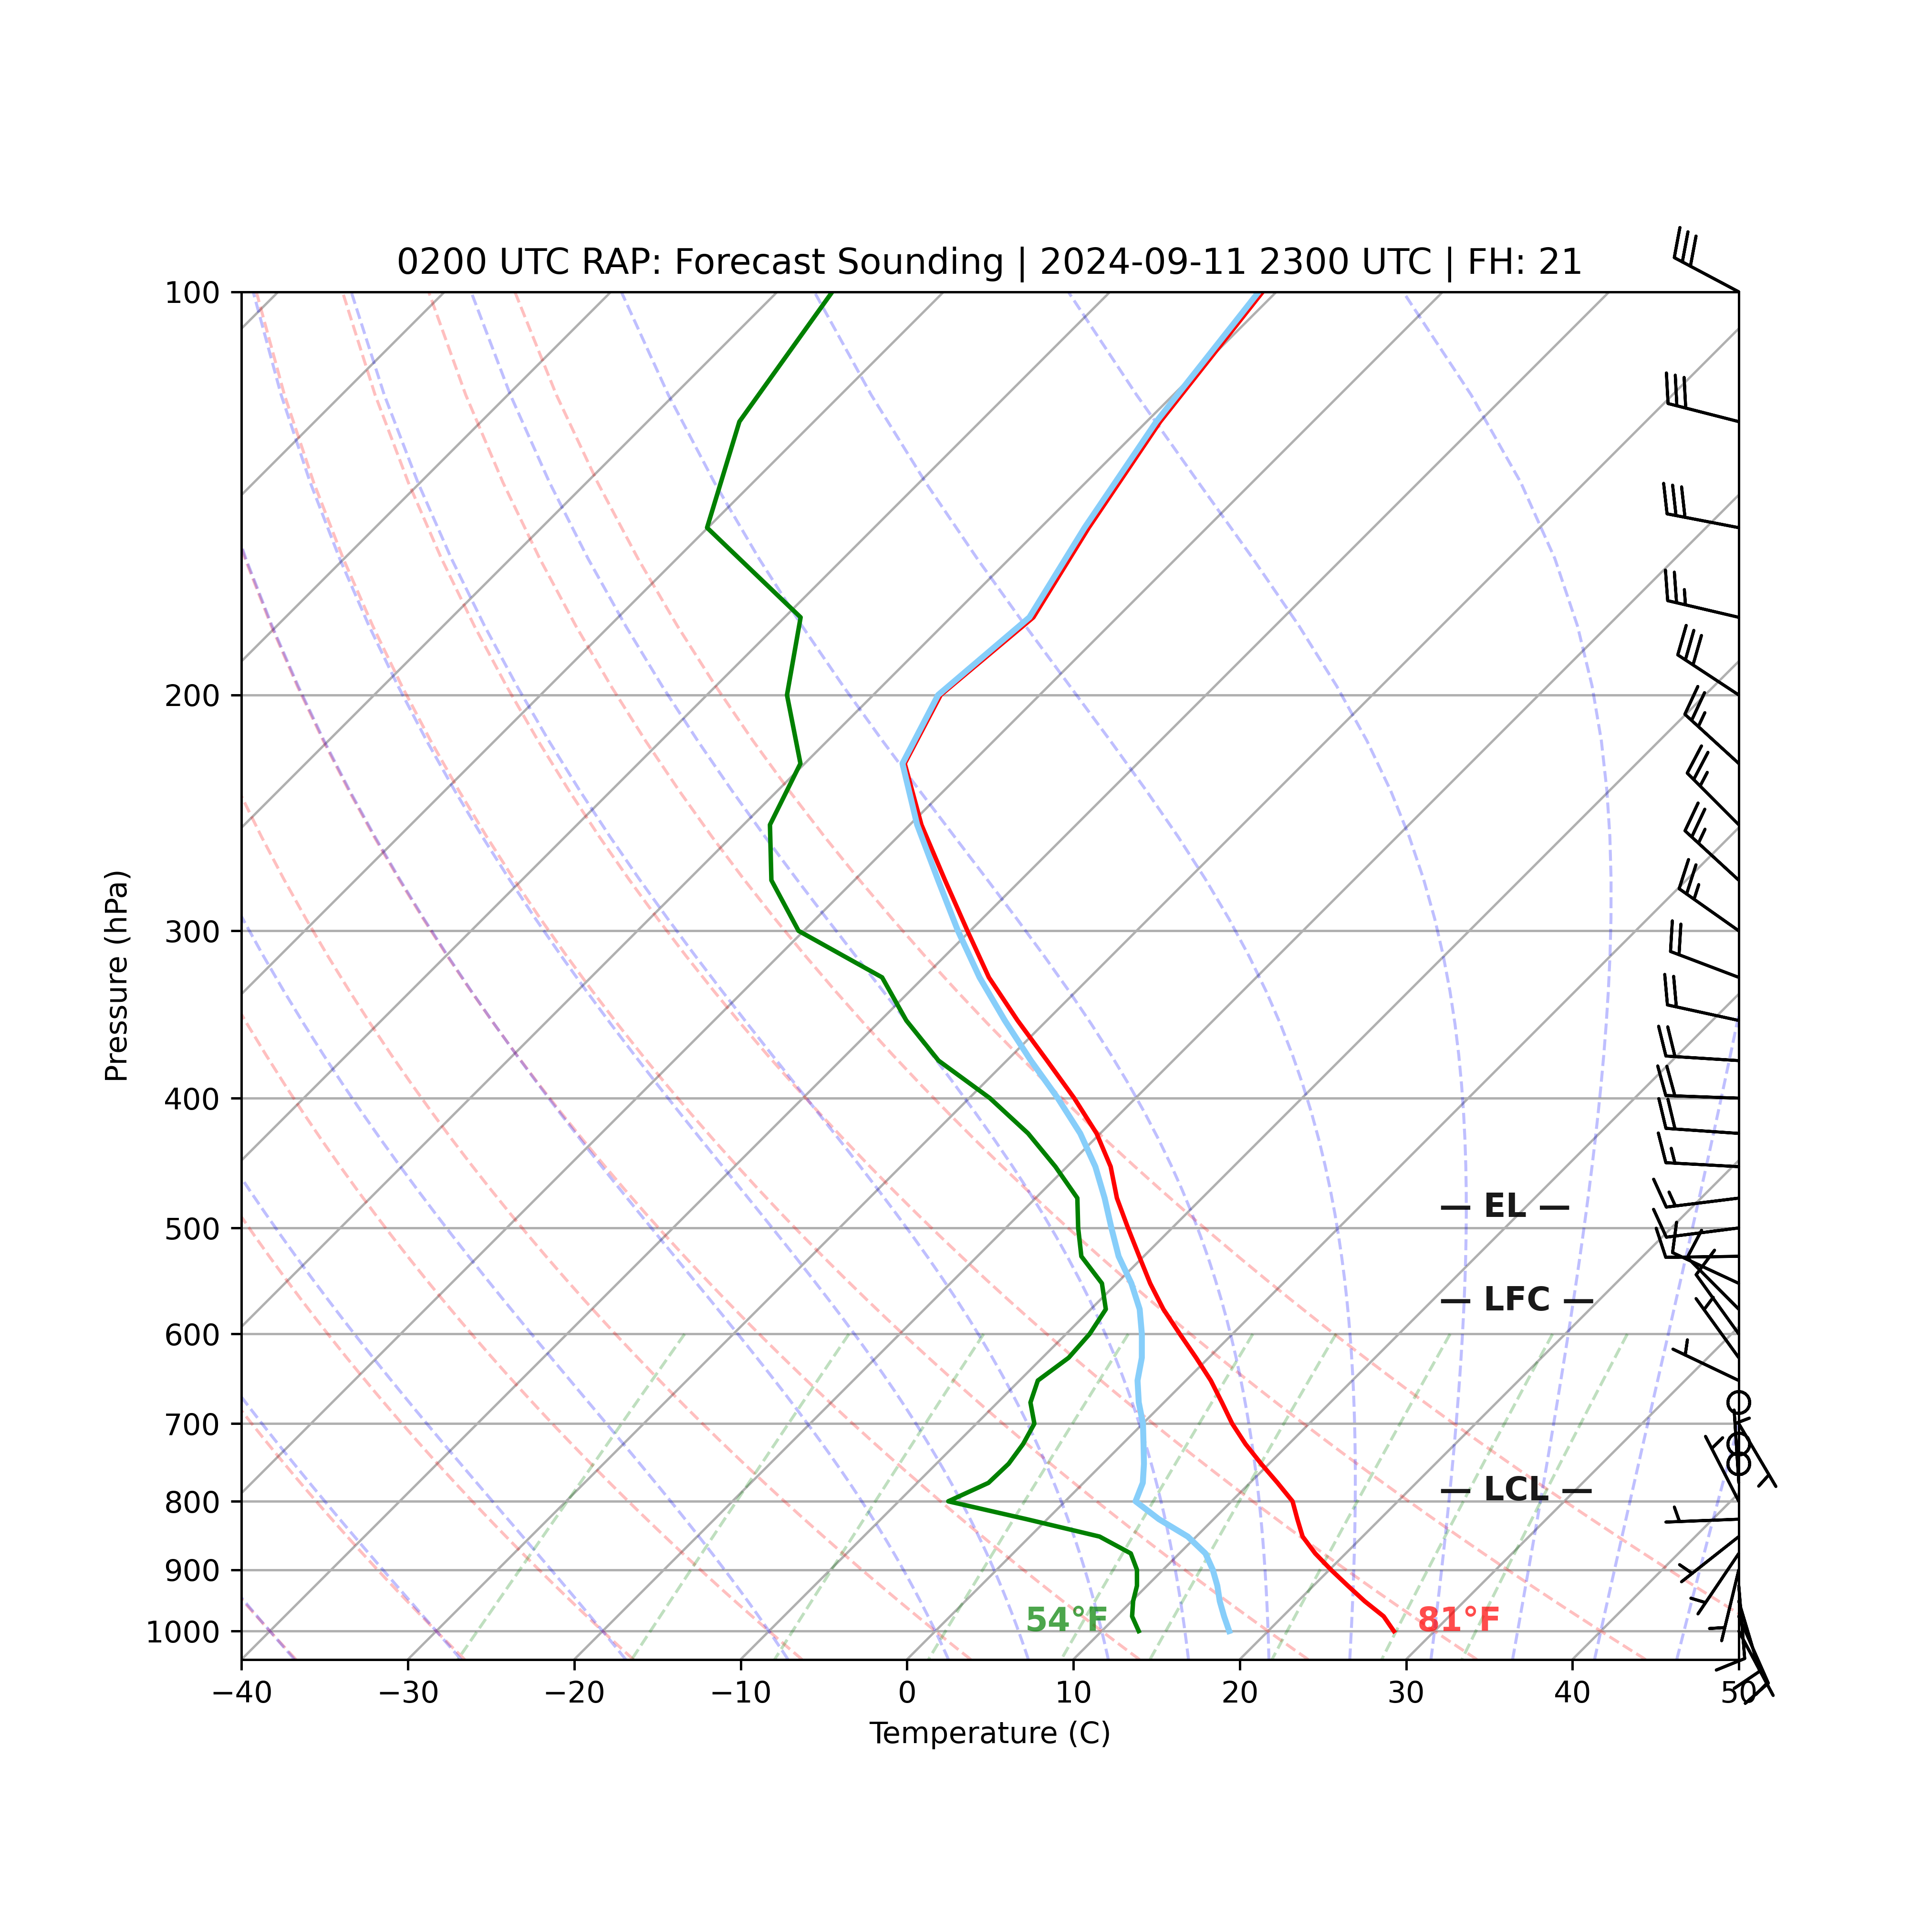 0200 UTC RAP: Forecast Sounding | 2024-09-11 2300 UTC | FH: 21
100
200
300
400
500
600
700
800
900
1000
Pressure (hPa)
— EL —
— LFC —
— LCL —
54°F
81°F
−40
−30
−20
−10
0
10
20
30
40
50
Temperature (C)